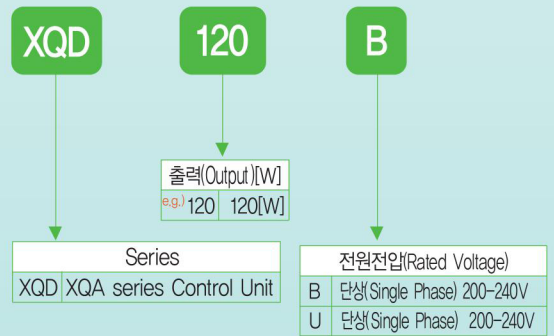 XQD 120 B
출력(Output)[W]
e.g.) 120 120[W]
Series
XQD XQA series Control Unit
전원전압(Rated Voltage)
B 단상(Single Phase) 200-240V
U 단상(Single Phase) 200-240V